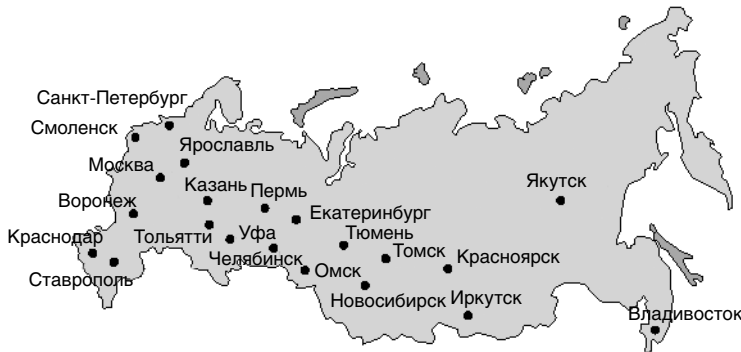 Санкт-Петербург
Смоленск
Ярославль
Москва
Казань
Якутск
Воронеж
Пермь
Екатеринбург
Краснодар
Тольятти
Уфа
Тюмень
Челябинск
Томск
Красноярск
Ставрополь
Омск
Новосибирск
Иркутск
Владивосток